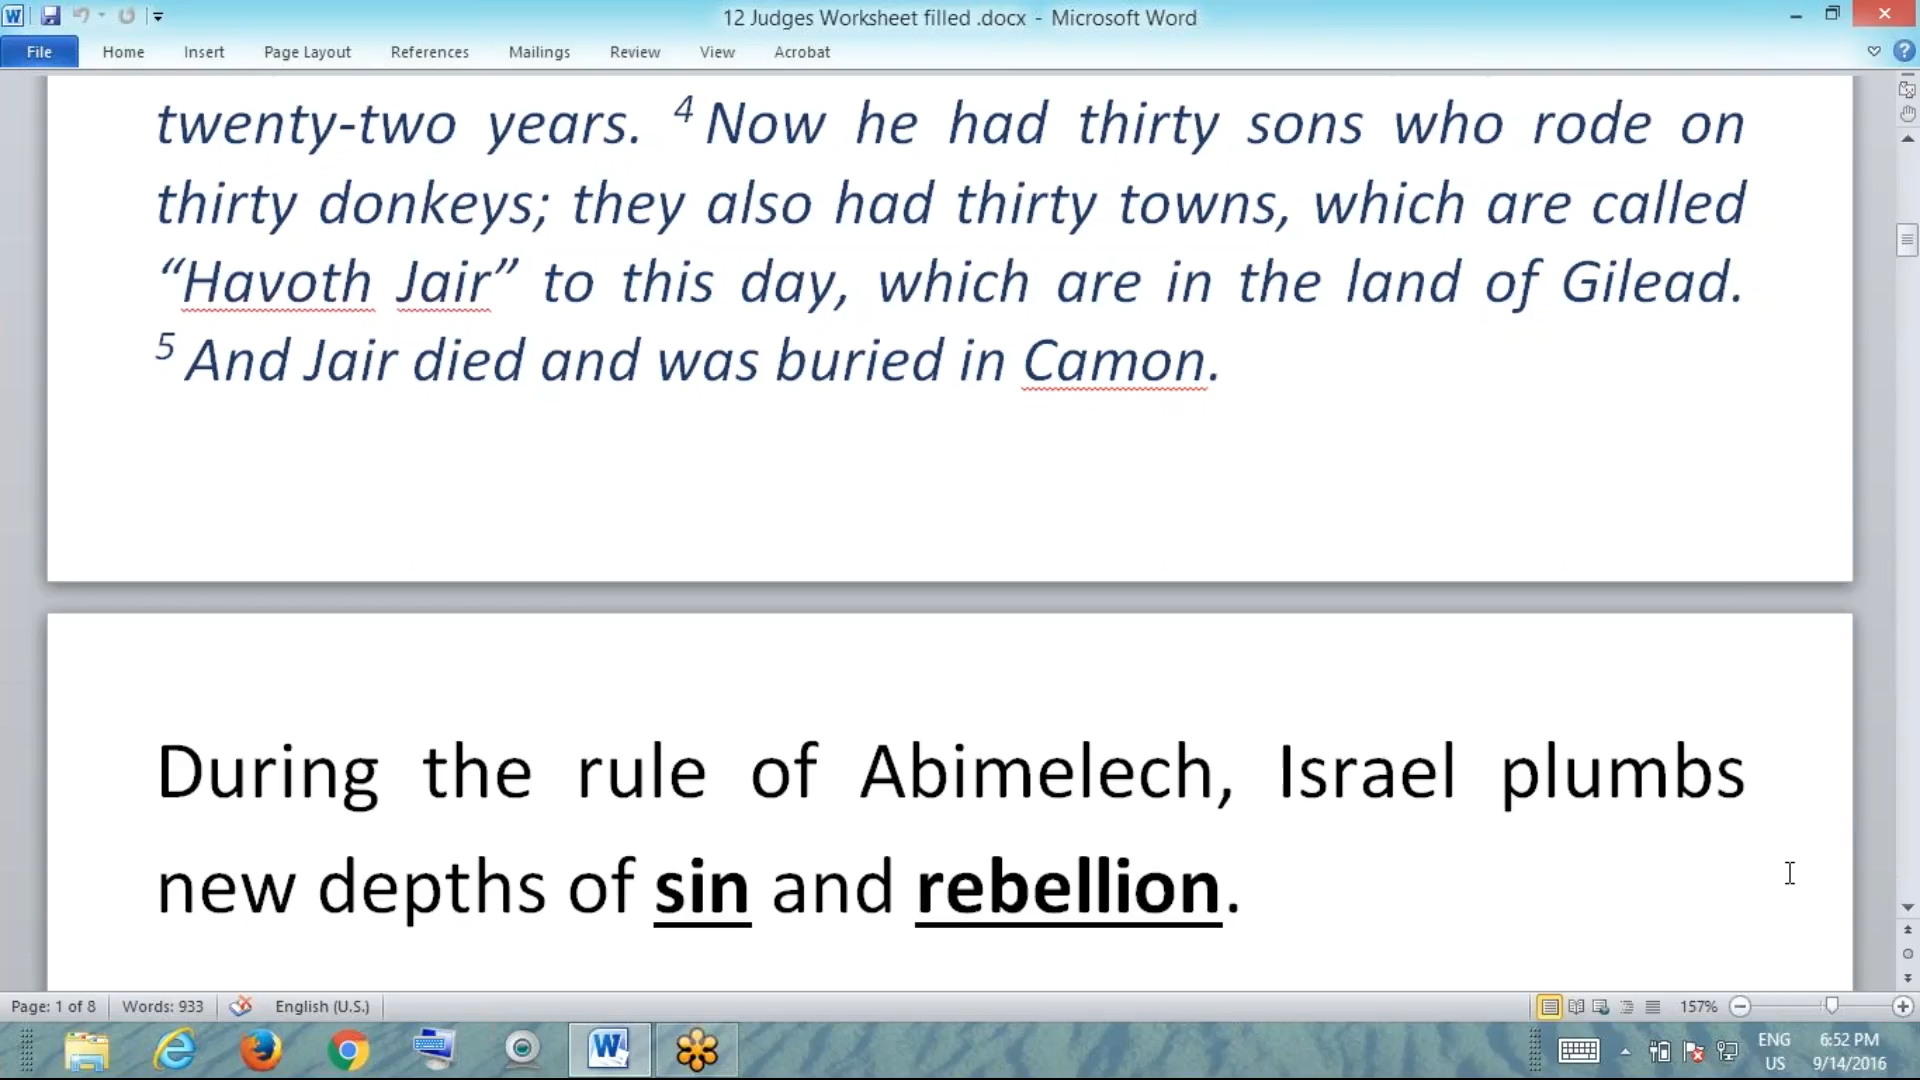 12 Judges Worksheet filled .docx - Microsoft Word
File Home Insert Page Layout References Mailings Review View Acrobat
twenty-two years. 4 Now he had thirty sons who rode on
thirty donkeys; they also had thirty towns, which are called
“Havoth Jair” to this day, which are in the land of Gilead.
5 And Jair died and was buried in Camon.
During the rule of Abimelech, Israel plumbs
new depths of sin and rebellion.
Page: 1 of 8 Words: 933 English (U.S.) 157%
ENG 6:52 PM
US 9/14/2016